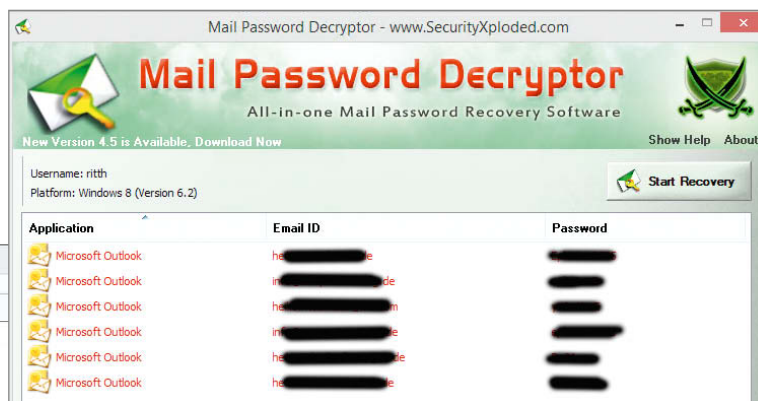 Mail Password Decryptor - www.SecurityXploded.com
Mail Password Decryptor
All-in-one Mail Password Recovery Software
New Version 4.5 is Available, Download Now
Show Help About
Username: ritth
Platform: Windows 8 (Version 6.2)
Start Recovery
Application Email ID Password
Microsoft Outlook
Microsoft Outlook
Microsoft Outlook
Microsoft Outlook
Microsoft Outlook
Microsoft Outlook